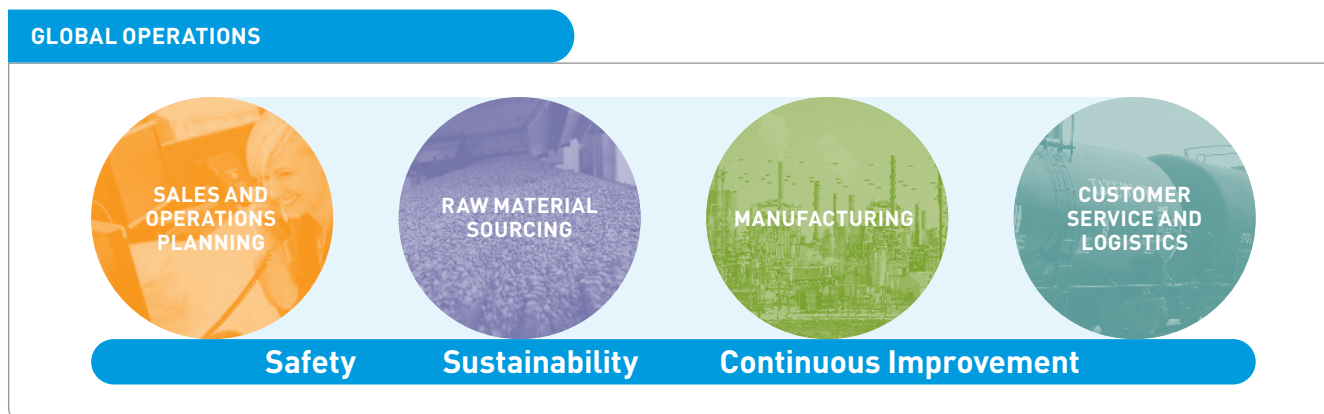 GLOBAL OPERATIONS
SALES AND
OPERATIONS
PLANNING
RAW MATERIAL
SOURCING
MANUFACTURING
CUSTOMER
SERVICE AND
LOGISTICS
Safety Sustainability Continuous Improvement